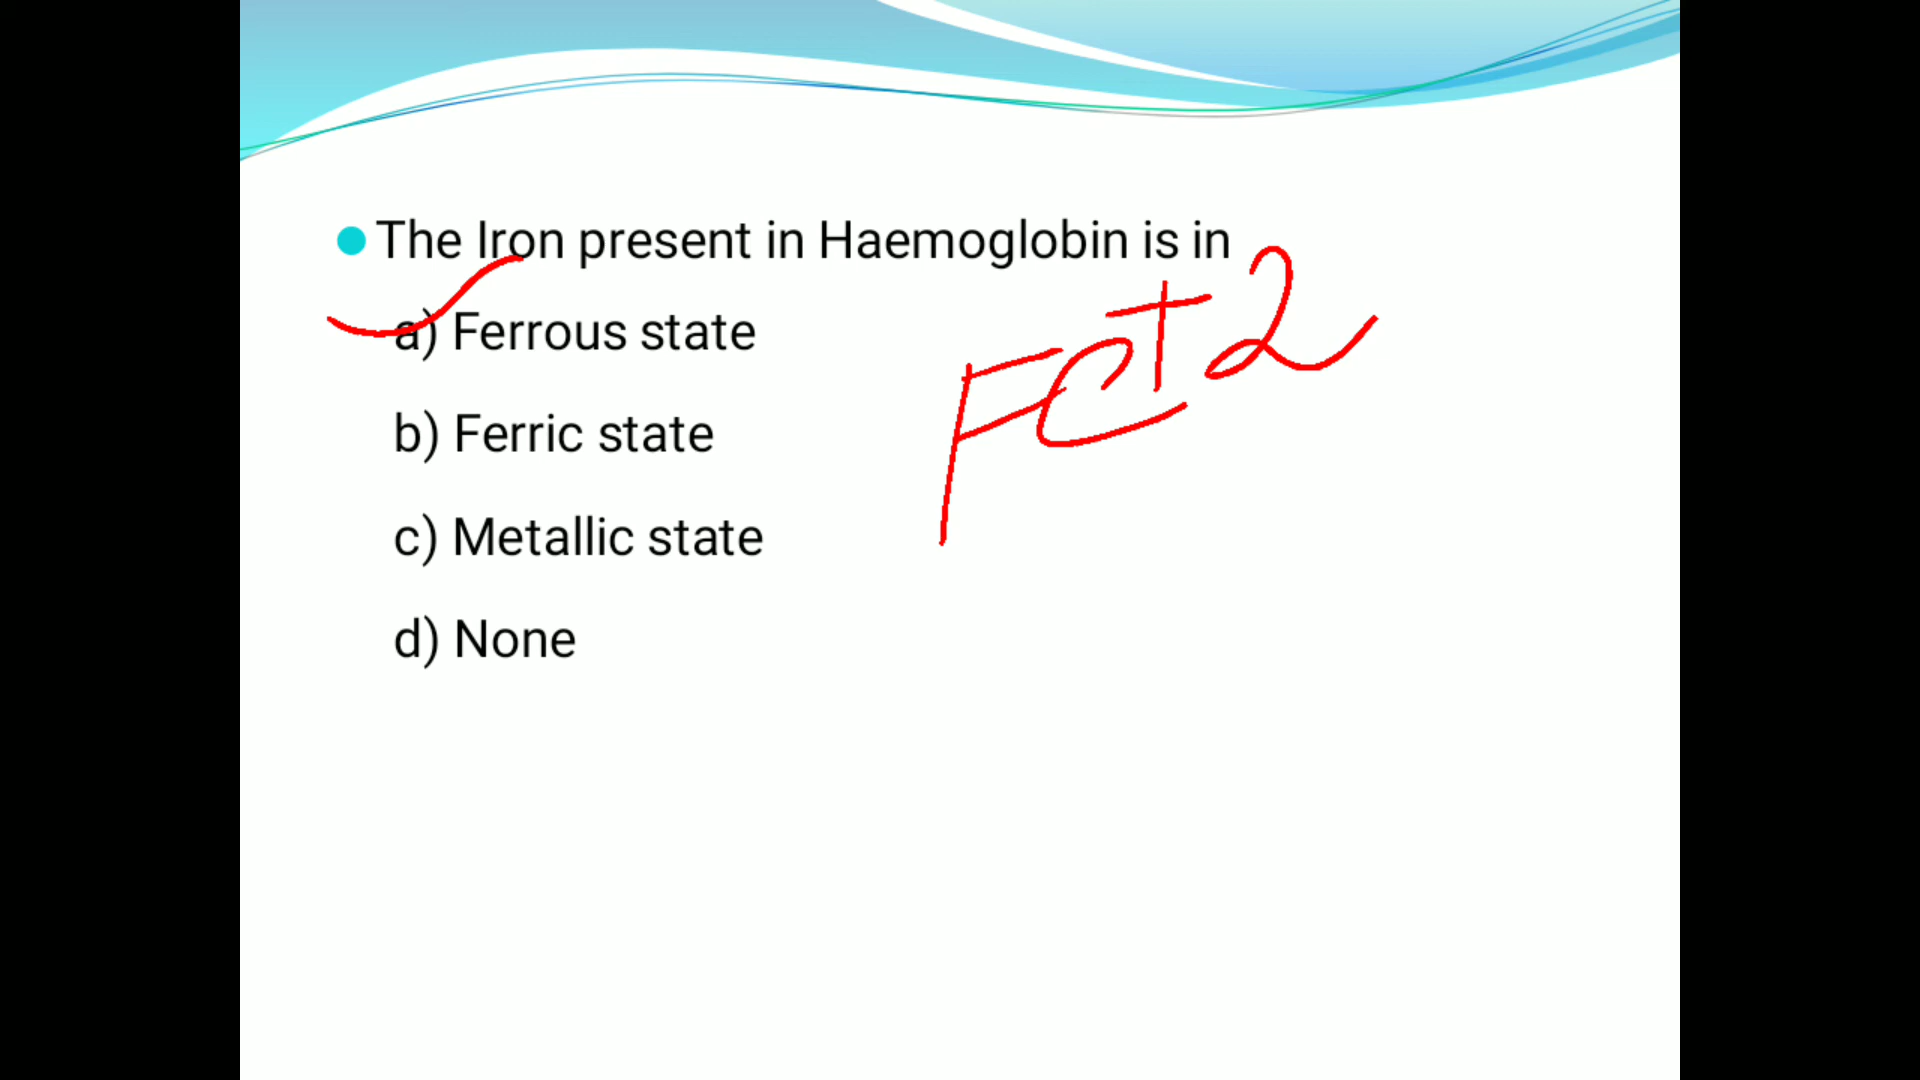 The Iron present in Haemoglobin is in
a) Ferrous state
Fe+2
b) Ferric state
c) Metallic state
d) None